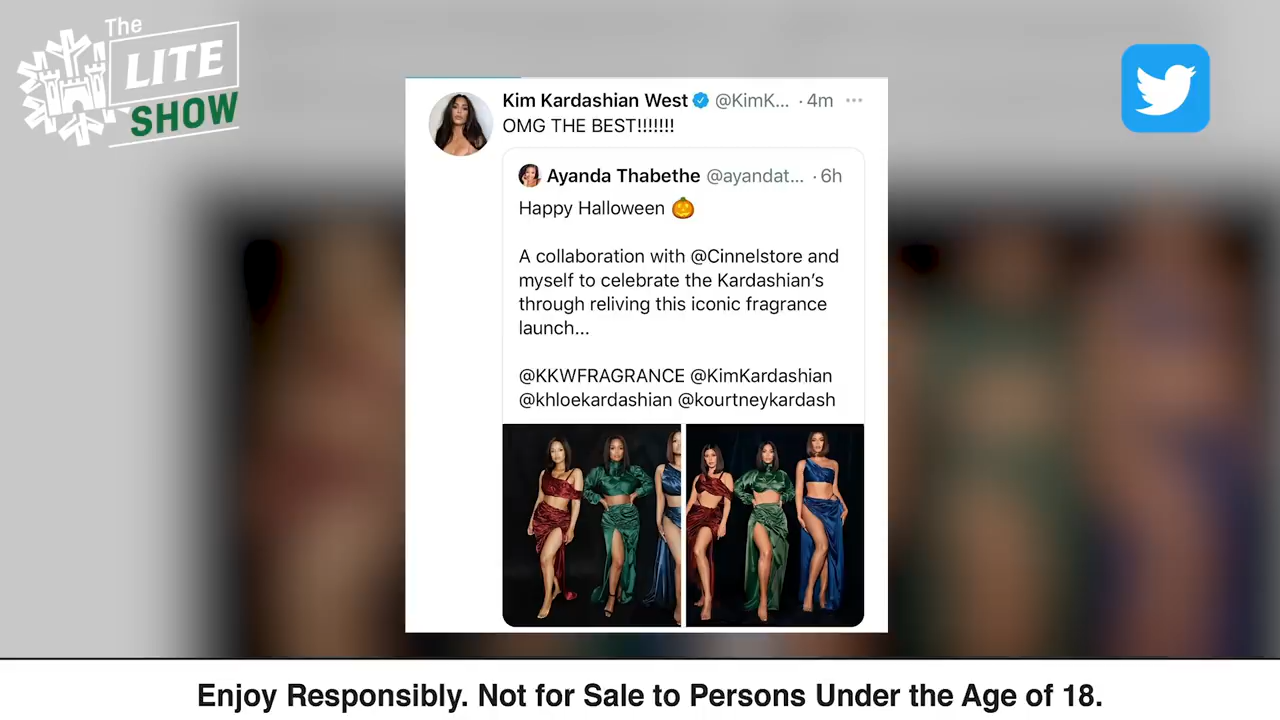 The
LITE
SHOW
Kim Kardashian West @KimK... · 4m ...
OMG THE BEST!!!!!!!
Ayanda Thabethe @ayandat... · 6h
Happy Halloween 🎃
A collaboration with @Cinnelstore and
myself to celebrate the Kardashian's
through reliving this iconic fragrance
launch...
@KKWFRAGRANCE @KimKardashian
@khloekardashian @kourtneykardash
Enjoy Responsibly. Not for Sale to Persons Under the Age of 18.